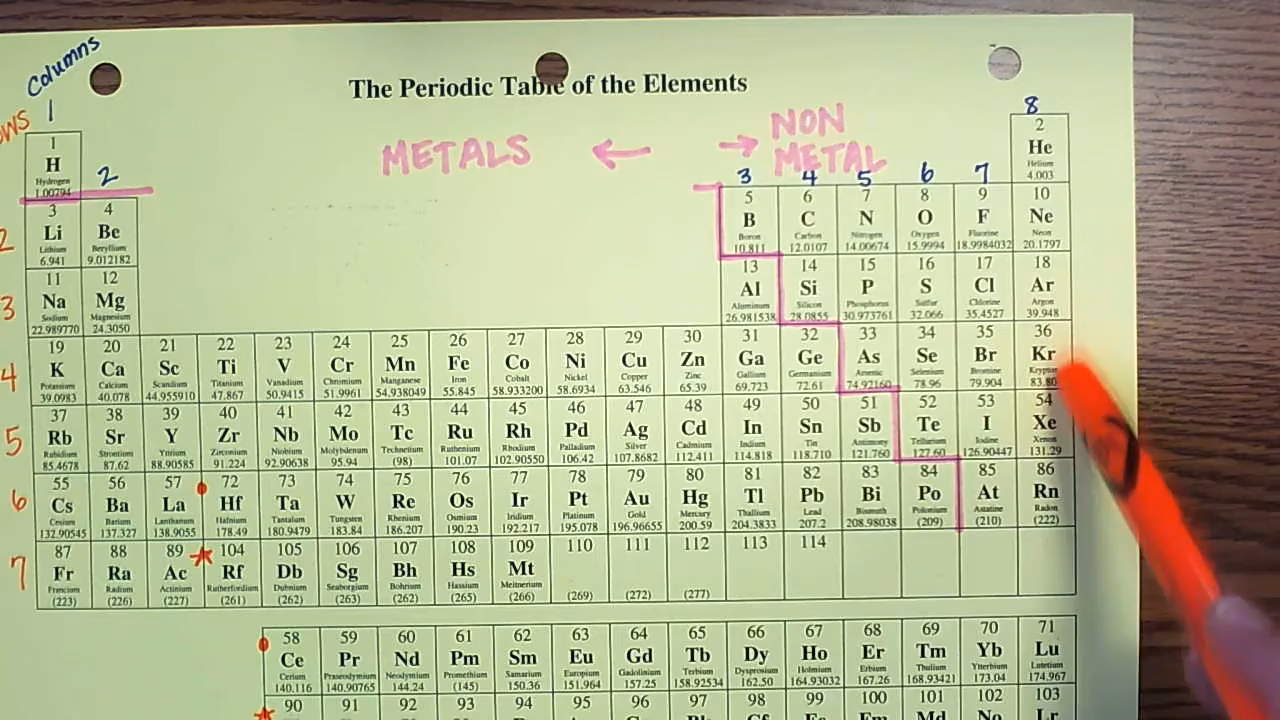 Columns
The Periodic Table of the Elements
1 8
METALS ← → NON METAL
2 3 4 5 6 7
1 2
H He
Hydrogen Helium
1.00794 4.003
3 4 5 6 7 8 9 10
2 Li Be B C N O F Ne
Lithium Beryllium Boron Carbon Nitrogen Oxygen Fluorine Neon
6.941 9.012182 10.811 12.0107 14.00674 15.9994 18.9984032 20.1797
11 12 13 14 15 16 17 18
3 Na Mg Al Si P S Cl Ar
Sodium Magnesium Aluminum Silicon Phosphorus Sulfur Chlorine Argon
22.989770 24.3050 26.981538 28.0855 30.973761 32.066 35.4527 39.948
19 20 21 22 23 24 25 26 27 28 29 30 31 32 33 34 35 36
4 K Ca Sc Ti V Cr Mn Fe Co Ni Cu Zn Ga Ge As Se Br Kr
Potassium Calcium Scandium Titanium Vanadium Chromium Manganese Iron Cobalt Nickel Copper Zinc Gallium Germanium Arsenic Selenium Bromine
39.0983 40.078 44.955910 47.867 50.9415 51.9961 54.938049 55.845 58.933200 58.6934 63.546 65.39 69.723 72.61 74.92160 78.96 79.904 83.80
37 38 39 40 41 42 43 44 45 46 47 48 49 50 51 52 53 54
5 Rb Sr Y Zr Nb Mo Tc Ru Rh Pd Ag Cd In Sn Sb Te I Xe
Rubidium Strontium Yttrium Zirconium Niobium Molybdenum Technetium Ruthenium Rhodium Palladium Silver Cadmium Indium Tin Antimony Tellurium Iodine Xenon
85.4678 87.62 88.90585 91.224 92.90638 95.94 (98) 101.07 102.90550 106.42 107.8682 112.411 114.818 118.710 121.760 127.60 126.90447 131.29
55 56 57 72 73 74 75 76 77 78 79 80 81 82 83 84 85 86
6 Cs Ba La Hf Ta W Re Os Ir Pt Au Hg Tl Pb Bi Po At Rn
Cesium Barium Lanthanum Hafnium Tantalum Tungsten Rhenium Osmium Iridium Platinum Gold Mercury Thallium Lead Bismuth Polonium Astatine Radon
132.90545 137.327 138.9055 178.49 180.9479 183.84 186.207 190.23 192.217 195.078 196.96655 200.59 204.3833 207.2 208.98038 (209) (210) (222)
87 88 89 104 105 106 107 108 109 110 111 112 113 114
7 Fr Ra Ac Rf Db Sg Bh Hs Mt
Francium Radium Actinium Rutherfordium Dubnium Seaborgium Bohrium Hassium Meitnerium
(223) (226) (227) (261) (262) (263) (262) (265) (266) (269) (272) (277)
58 59 60 61 62 63 64 65 66 67 68 69 70 71
Ce Pr Nd Pm Sm Eu Gd Tb Dy Ho Er Tm Yb Lu
Cerium Praseodymium Neodymium Promethium Samarium Europium Gadolinium Terbium Dysprosium Holmium Erbium Thulium Ytterbium Lutetium
140.116 140.90765 144.24 (145) 150.36 151.964 157.25 158.92534 162.50 164.93032 167.26 168.93421 173.04 174.967
90 91 92 93 94 95 96 97 98 99 100 101 102 103